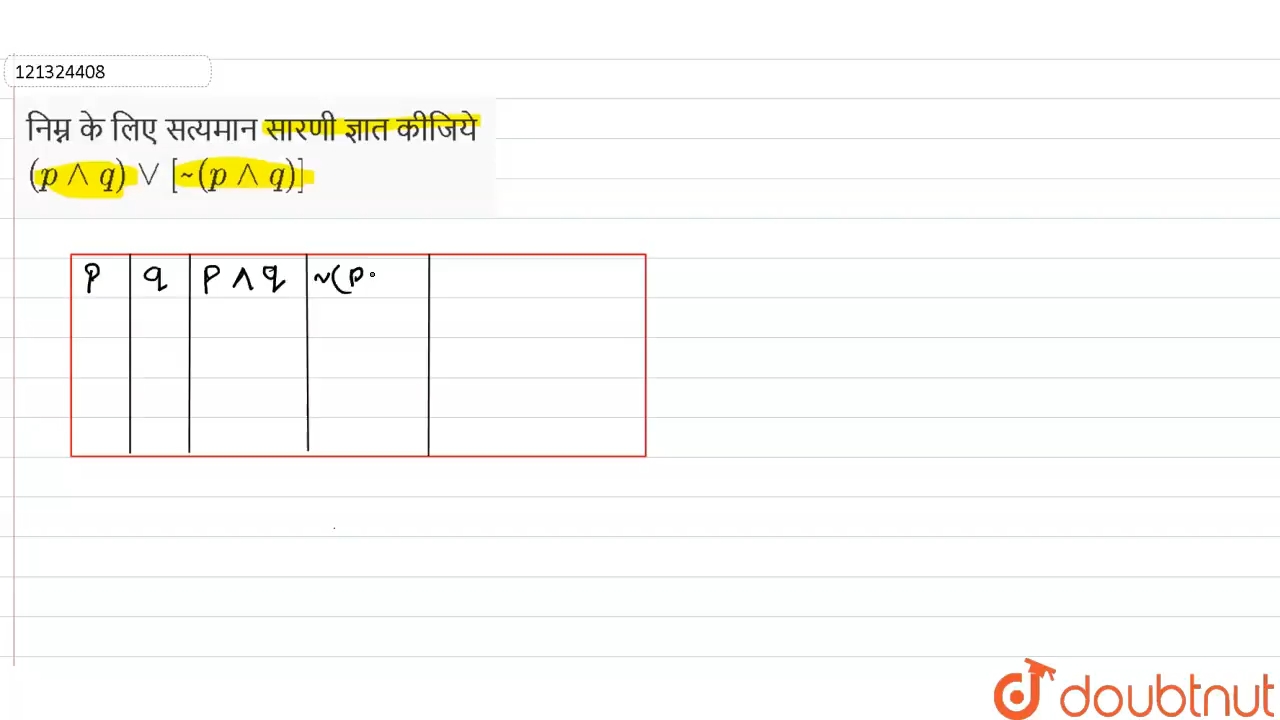 121324408
निम्न के लिए सत्यमान सारणी ज्ञात कीजिये
(p ∧ q) ∨ [~(p ∧ q)]
p q p ∧ q ~(p
doubtnut